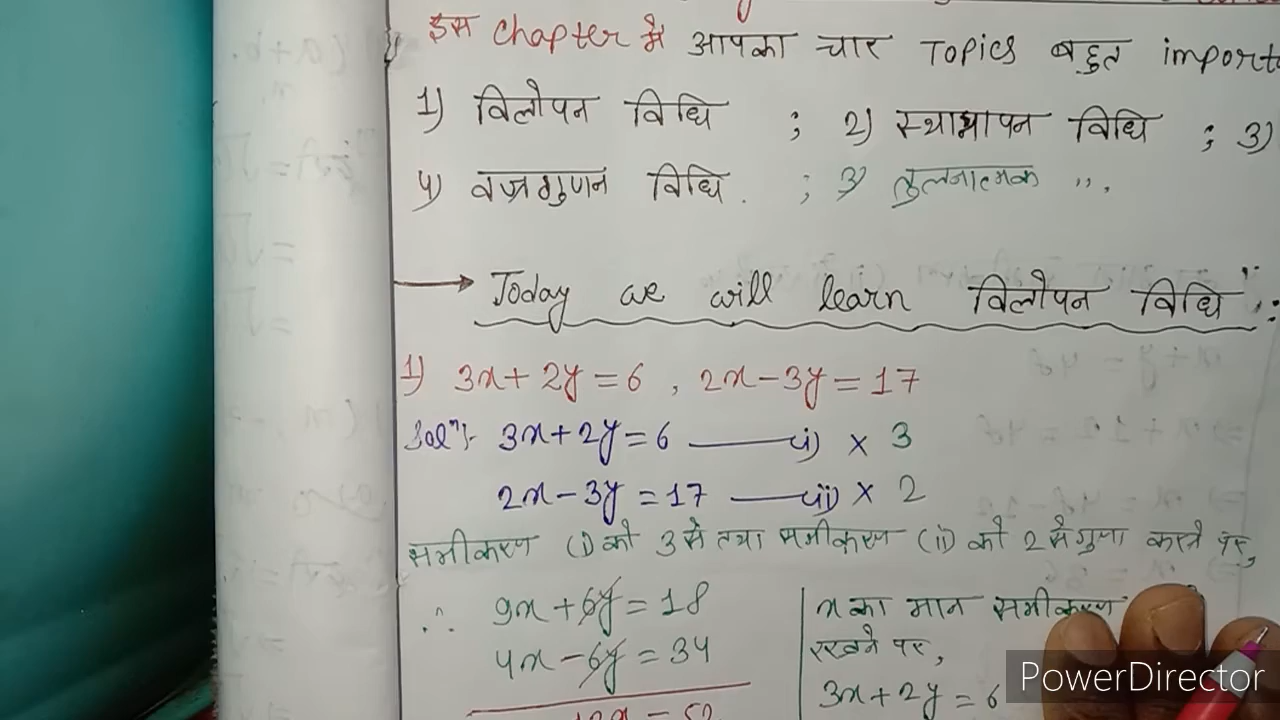 इस chapter मे आपका चार Topics बहुत import
1) विलोपन विधि ; 2) स्थाश्चापन विधि ; 3)
4) वज्रगुणन विधि . ; 3) तुलनात्मक ,, .
Today we will learn विलोपन विधि :
1) 3x + 2y = 6 , 2x - 3y = 17
Solⁿ:- 3x + 2y = 6 —— (i) × 3
2x - 3y = 17 —— (ii) × 2
समीकरण (i) को 3 से तथा समीकरण (ii) को 2 से गुणा करने पर,
∴ 9x + 6y = 18
4x - 6y = 34
x का मान समीकरण
रखने पर,
3x + 2y = 6
PowerDirector